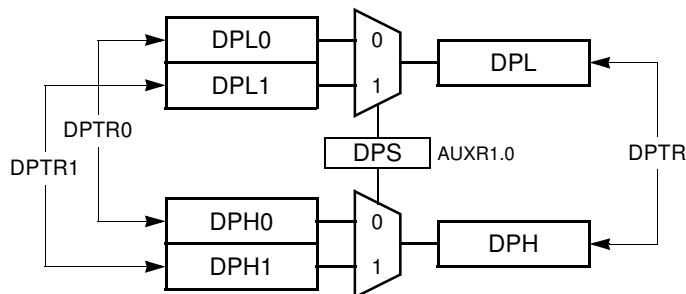 DPL0
0
DPL
DPL1
1
DPTR0
DPS
AUXR1.0
DPTR
DPTR1
DPH0
0
DPH
DPH1
1